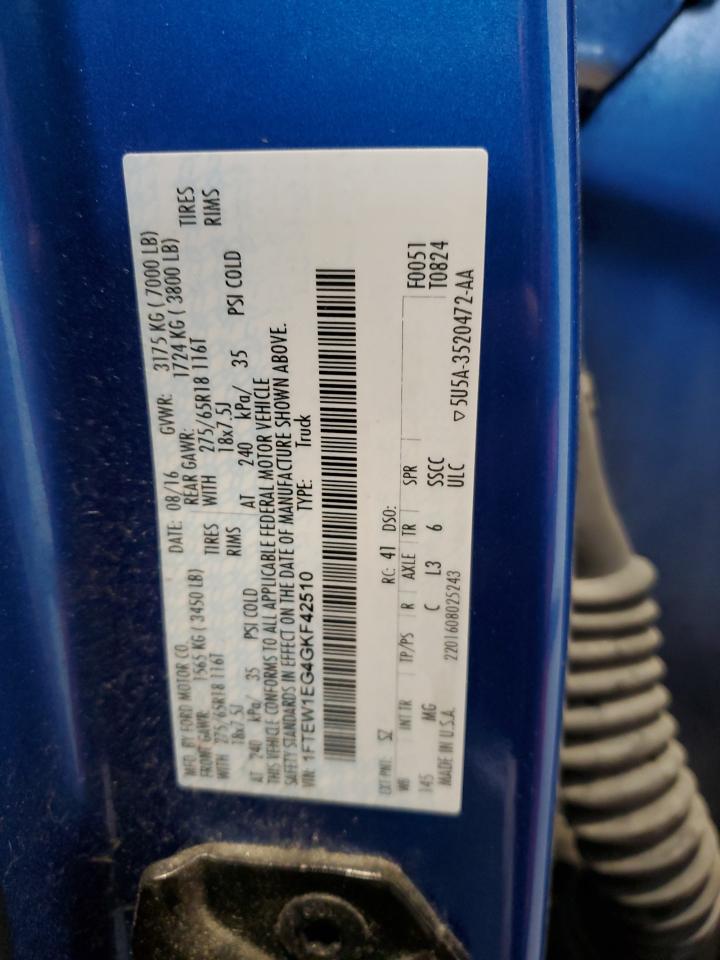 MFD. BY FORD MOTOR CO. DATE: 08/16 GVWR: 3175 KG ( 7000 LB)
FRONT GAWR: 1565 KG ( 3450 LB) REAR GAWR: 1724 KG ( 3800 LB)
WITH 275/65R18 116T TIRES WITH 275/65R18 116T TIRES
18x7.5J RIMS 18x7.5J RIMS
AT 240 kPa/ 35 PSI COLD AT 240 kPa/ 35 PSI COLD
THIS VEHICLE CONFORMS TO ALL APPLICABLE FEDERAL MOTOR VEHICLE
SAFETY STANDARDS IN EFFECT ON THE DATE OF MANUFACTURE SHOWN ABOVE.
VIN: 1FTEW1EG4GKF42510 TYPE: Truck
EXT PNT: SZ RC: 41 DSO: F0051
WB INT TR TP/PS R AXLE TR SPR T0824
145 MG C L3 6 SSCC
MADE IN U.S.A. 2201608025243 ULC ▽5U5A-3520472-AA